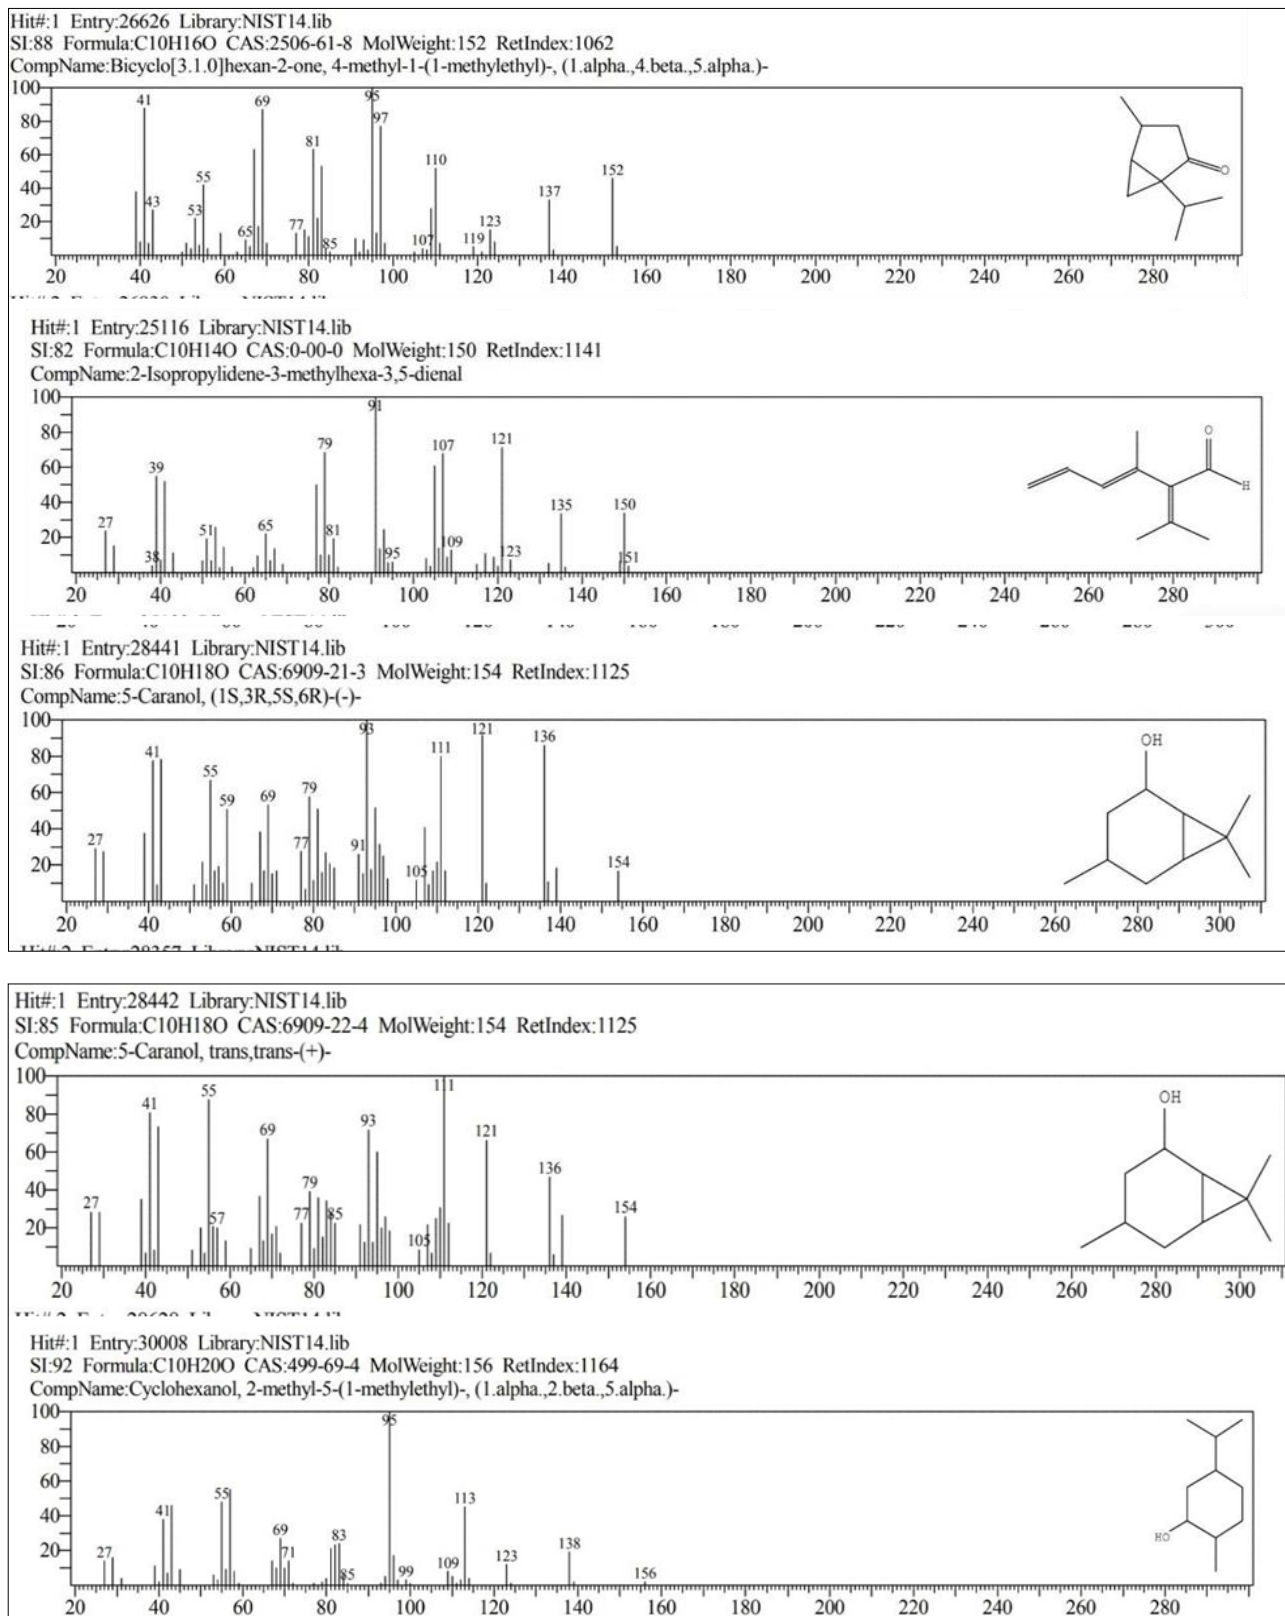 Hit#:1 Entry:26626 Library:NIST14.lib
SI:88 Formula:C10H16O CAS:2506-61-8 MolWeight:152 RetIndex:1062
CompName:Bicyclo[3.1.0]hexan-2-one, 4-methyl-1-(1-methylethyl)-, (1.alpha.,4.beta.,5.alpha.)-
100
80
60
40
20
41 43 53 55 65 69 77 81 85 95 97 107 110 119 123 137 152
O
20 40 60 80 100 120 140 160 180 200 220 240 260 280
Hit#:1 Entry:25116 Library:NIST14.lib
SI:82 Formula:C10H14O CAS:0-00-0 MolWeight:150 RetIndex:1141
CompName:2-Isopropylidene-3-methylhexa-3,5-dienal
100
80
60
40
20
27 38 39 51 65 79 81 91 95 107 109 121 123 135 150 151
O
H
20 40 60 80 100 120 140 160 180 200 220 240 260 280
Hit#:1 Entry:28441 Library:NIST14.lib
SI:86 Formula:C10H18O CAS:6909-21-3 MolWeight:154 RetIndex:1125
CompName:5-Caranol, (1S,3R,5S,6R)-(-)-
100
80
60
40
20
27 41 55 59 69 77 79 91 93 105 111 121 136 154
OH
20 40 60 80 100 120 140 160 180 200 220 240 260 280 300
Hit#:1 Entry:28442 Library:NIST14.lib
SI:85 Formula:C10H18O CAS:6909-22-4 MolWeight:154 RetIndex:1125
CompName:5-Caranol, trans,trans-(+)-
100
80
60
40
20
27 41 55 57 69 77 79 85 93 105 111 121 136 154
OH
20 40 60 80 100 120 140 160 180 200 220 240 260 280 300
Hit#:1 Entry:30008 Library:NIST14.lib
SI:92 Formula:C10H20O CAS:499-69-4 MolWeight:156 RetIndex:1164
CompName:Cyclohexanol, 2-methyl-5-(1-methylethyl)-, (1.alpha.,2.beta.,5.alpha.)-
100
80
60
40
20
27 41 55 69 71 83 85 95 99 109 113 123 138 156
HO
20 40 60 80 100 120 140 160 180 200 220 240 260 280